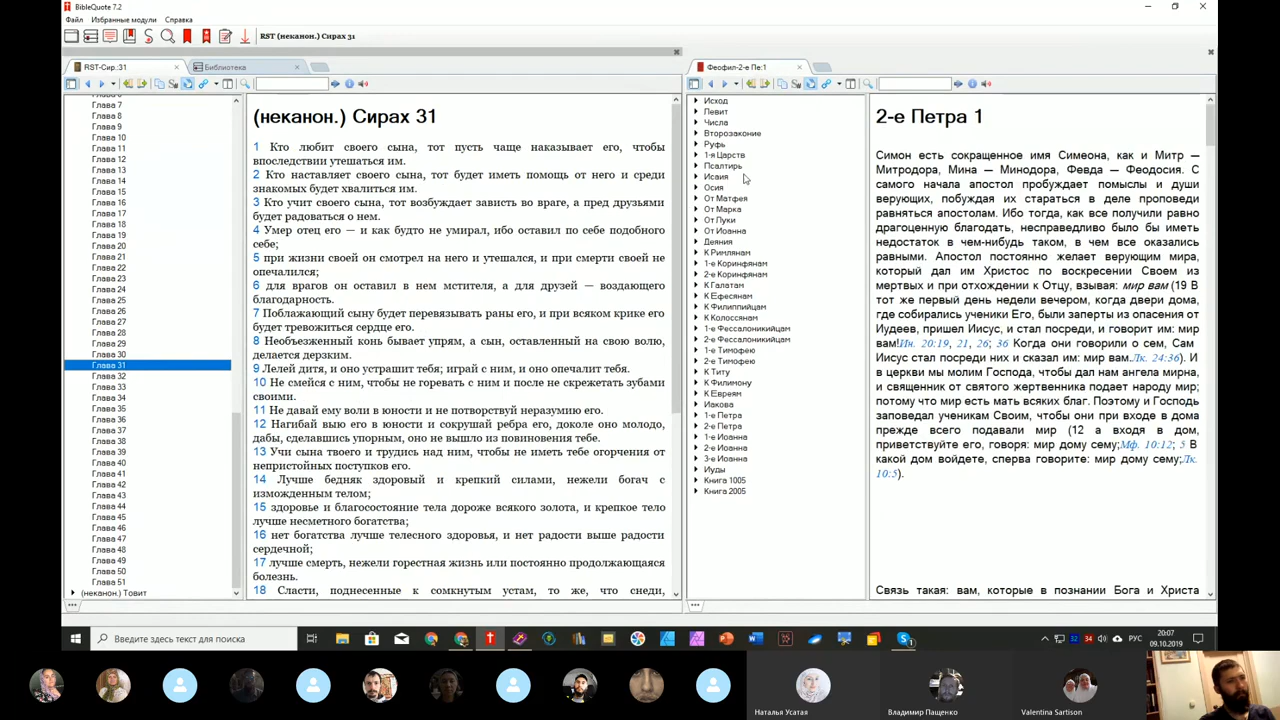 BibleQuote 7.2
Файл Избранные модули Справка
RST (неканон.) Сирах 31
RST-Сир.:31
Библиотека
Феофил-2-е Пе:1
Глава 7
Глава 8
Глава 9
Глава 10
Глава 11
Глава 12
Глава 13
Глава 14
Глава 15
Глава 16
Глава 17
Глава 18
Глава 19
Глава 20
Глава 21
Глава 22
Глава 23
Глава 24
Глава 25
Глава 26
Глава 27
Глава 28
Глава 29
Глава 30
Глава 31
Глава 32
Глава 33
Глава 34
Глава 35
Глава 36
Глава 37
Глава 38
Глава 39
Глава 40
Глава 41
Глава 42
Глава 43
Глава 44
Глава 45
Глава 46
Глава 47
Глава 48
Глава 49
Глава 50
Глава 51
(неканон.) Товит
(неканон.) Сирах 31
1 Кто любит своего сына, тот пусть чаще наказывает его, чтобы
впоследствии утешаться им.
2 Кто наставляет своего сына, тот будет иметь помощь от него и среди
знакомых будет хвалиться им.
3 Кто учит своего сына, тот возбуждает зависть во враге, а пред друзьями
будет радоваться о нем.
4 Умер отец его — и как будто не умирал, ибо оставил по себе подобного
себе;
5 при жизни своей он смотрел на него и утешался, и при смерти своей не
опечалился;
6 для врагов он оставил в нем мстителя, а для друзей — воздающего
благодарность.
7 Поблажающий сыну будет перевязывать раны его, и при всяком крике его
будет тревожиться сердце его.
8 Необъезженный конь бывает упрям, а сын, оставленный на свою волю,
делается дерзким.
9 Лелей дитя, и оно устрашит тебя; играй с ним, и оно опечалит тебя.
10 Не смейся с ним, чтобы не горевать с ним и после не скрежетать зубами
своими.
11 Не давай ему воли в юности и не потворствуй неразумию его.
12 Нагибай выю его в юности и сокрушай ребра его, доколе оно молодо,
дабы, сделавшись упорным, оно не вышло из повиновения тебе.
13 Учи сына твоего и трудись над ним, чтобы не иметь тебе огорчения от
непристойных поступков его.
14 Лучше бедняк здоровый и крепкий силами, нежели богач с
изможденным телом;
15 здоровье и благосостояние тела дороже всякого золота, и крепкое тело
лучше несметного богатства;
16 нет богатства лучше телесного здоровья, и нет радости выше радости
сердечной;
17 лучше смерть, нежели горестная жизнь или постоянно продолжающаяся
болезнь.
18 Сласти, поднесенные к сомкнутым устам, то же, что снеди,
Исход
Левит
Числа
Второзаконие
Руфь
1-я Царств
Псалтирь
Исаия
Осия
От Матфея
От Марка
От Луки
От Иоанна
Деяния
К Римлянам
1-е Коринфянам
2-е Коринфянам
К Галатам
К Ефесянам
К Филиппийцам
К Колоссянам
1-е Фессалоникийцам
2-е Фессалоникийцам
1-е Тимофею
2-е Тимофею
К Титу
К Филимону
К Евреям
Иакова
1-е Петра
2-е Петра
1-е Иоанна
2-е Иоанна
3-е Иоанна
Иуды
Книга 1005
Книга 2005
2-е Петра 1
Симон есть сокращенное имя Симеона, как и Митр —
Митродора, Мина — Минодора, Февда — Феодосия. С
самого начала апостол пробуждает помыслы и души
верующих, побуждая их стараться в деле проповеди
равняться апостолам. Ибо тогда, как все получили равно
драгоценную благодать, несправедливо было бы иметь
недостаток в чем-нибудь таком, в чем все оказались
равными. Апостол постоянно желает верующим мира,
который дал им Христос по воскресении Своем из
мертвых и при отхождении к Отцу, взывая: мир вам (19 В
тот же первый день недели вечером, когда двери дома,
где собирались ученики Его, были заперты из опасения от
Иудеев, пришел Иисус, и стал посреди, и говорит им: мир
вам!Ин. 20:19, 21, 26; 36 Когда они говорили о сем, Сам
Иисус стал посреди них и сказал им: мир вам.Лк. 24:36). И
в церкви мы молим Господа, чтобы дал нам ангела мирна,
и священник от святого жертвенника подает народу мир;
потому что мир есть мать всяких благ. Поэтому и Господь
заповедал ученикам Своим, чтобы они при входе в дома
прежде всего подавали мир (12 а входя в дом,
приветствуйте его, говоря: мир дому сему;Мф. 10:12; 5 В
какой дом войдете, сперва говорите: мир дому сему;Лк.
10:5).
Связь такая: вам, которые в познании Бога и Христа
Введите здесь текст для поиска
32
34
РУС
20:07
09.10.2019
Наталья Усатая
Владимир Пащенко
Valentina Sartison